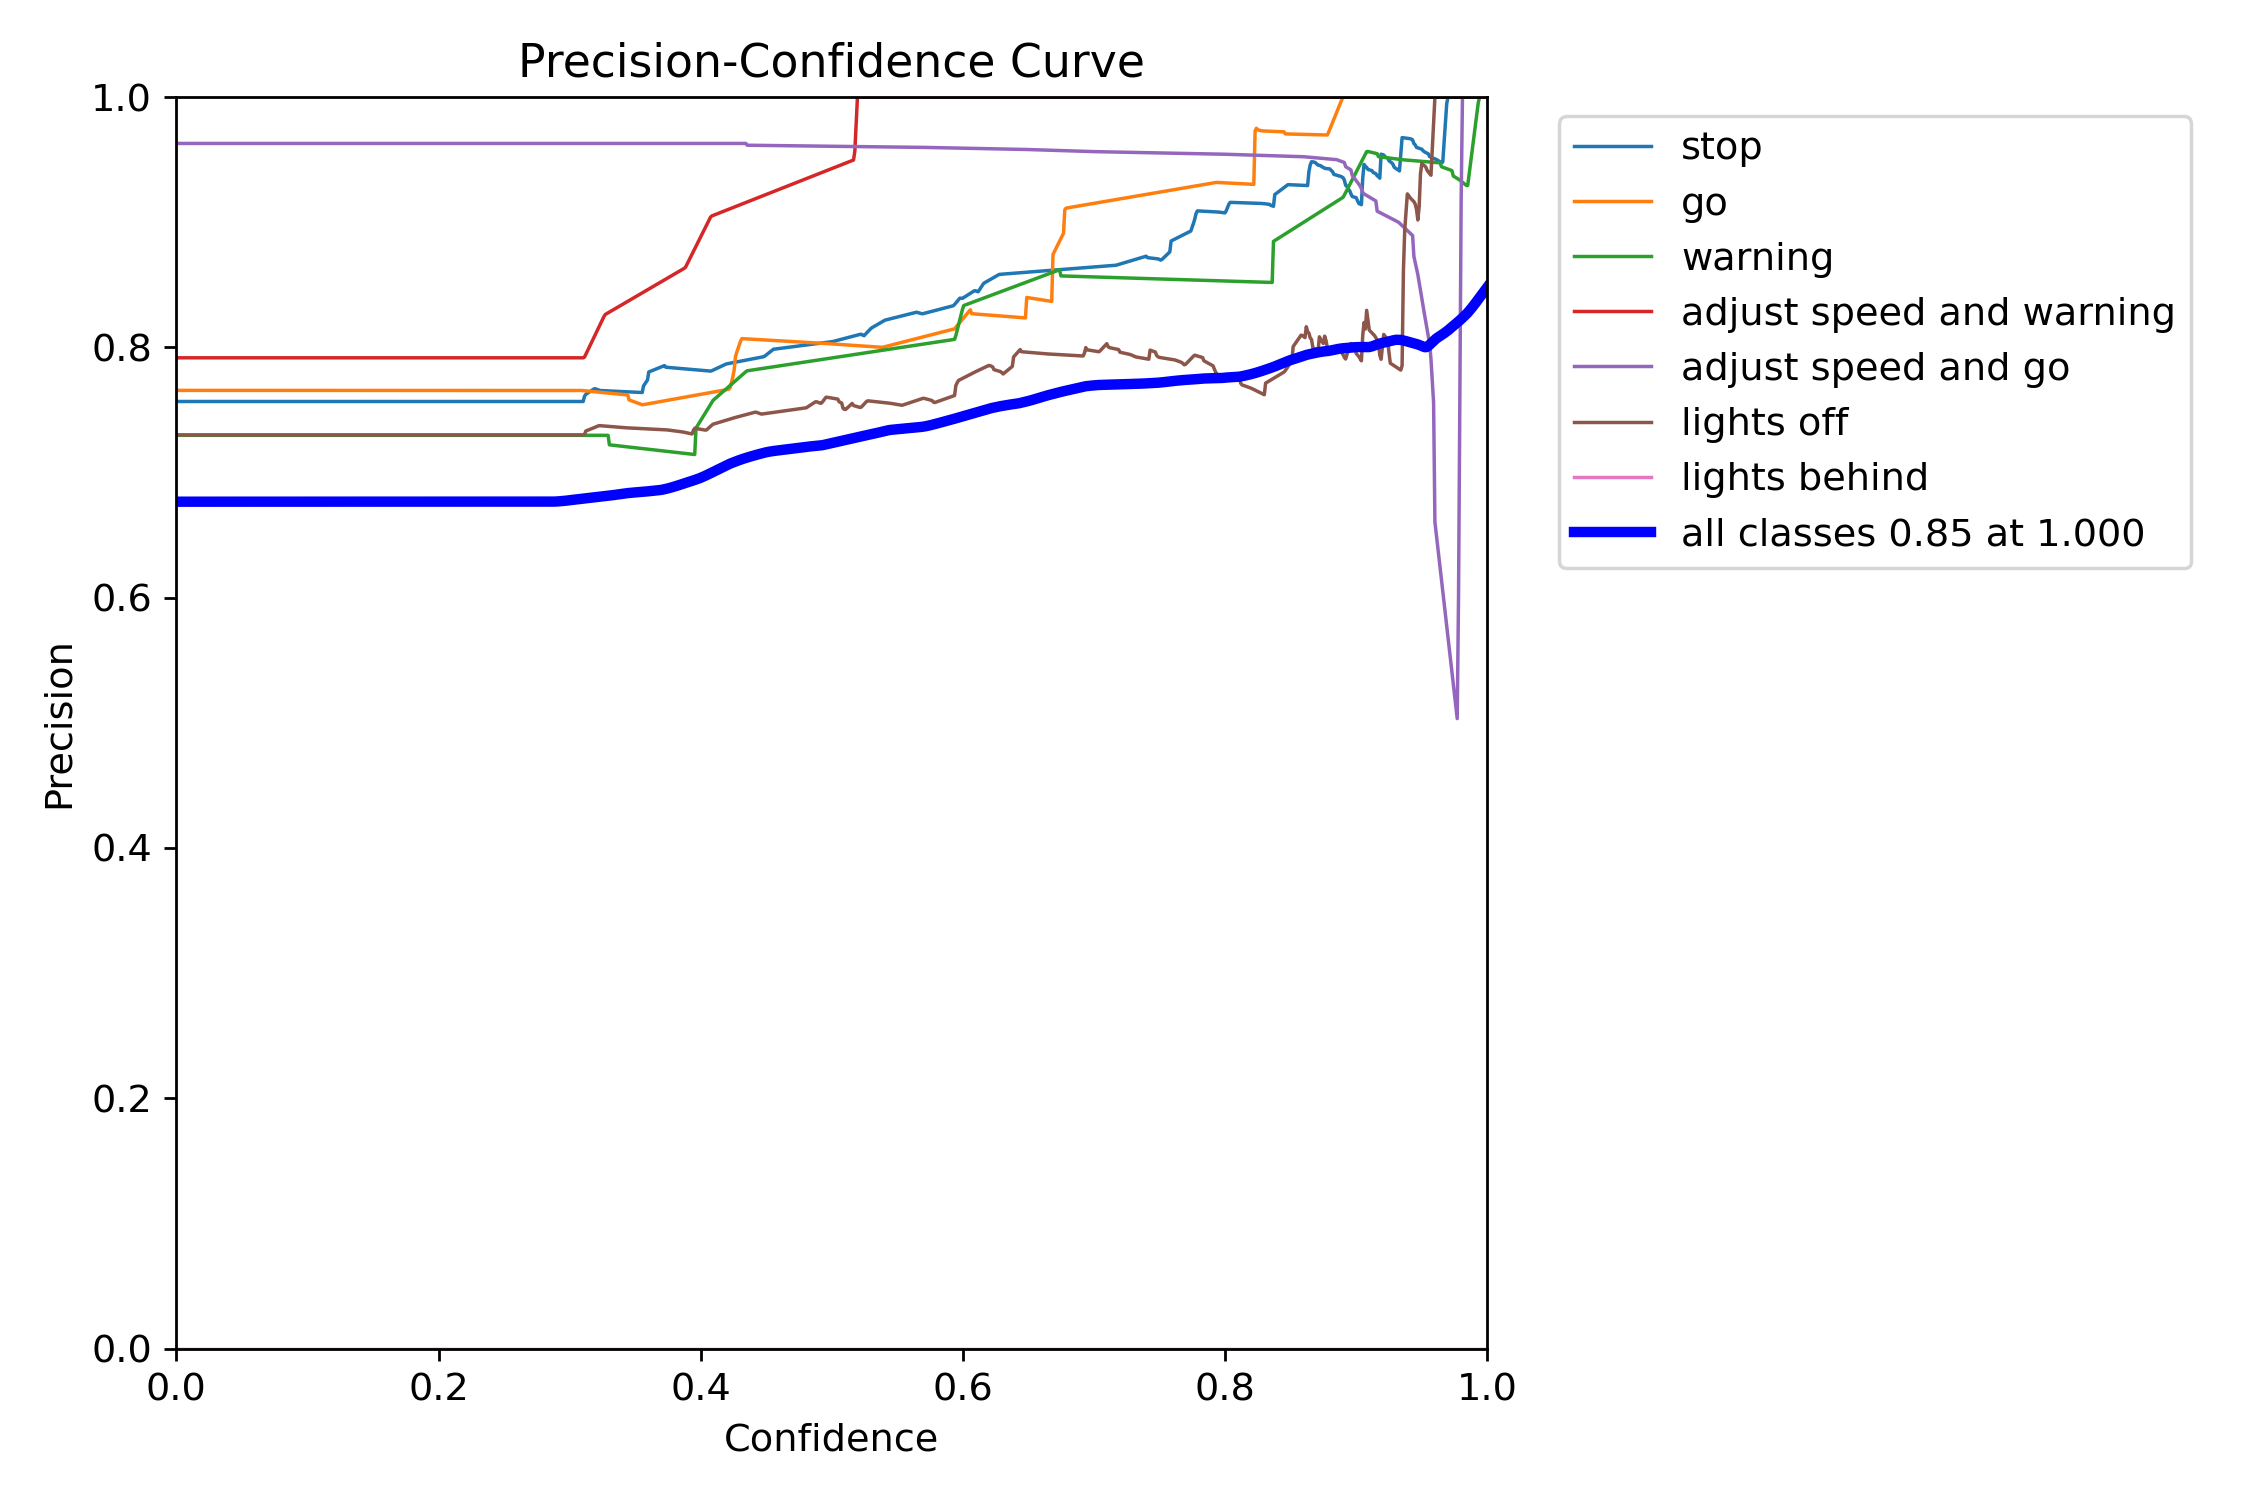 Precision-Confidence Curve
1.0
0.8
0.6
0.4
0.2
0.0
Precision
0.0 0.2 0.4 0.6 0.8 1.0
Confidence
stop
go
warning
adjust speed and warning
adjust speed and go
lights off
lights behind
all classes 0.85 at 1.000